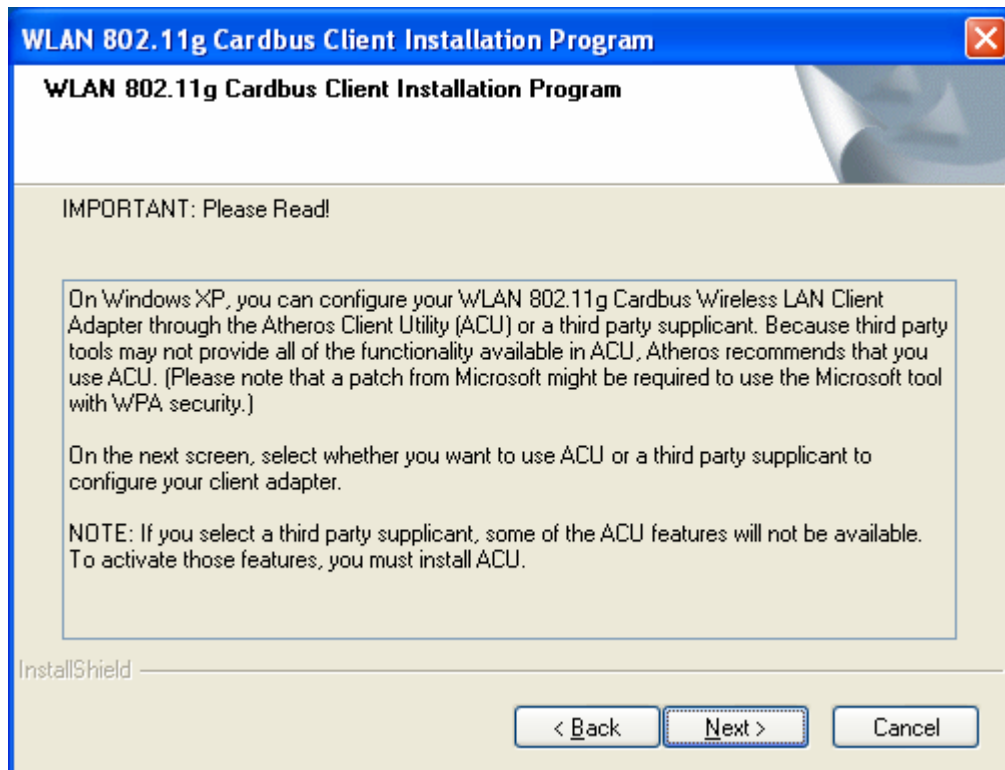 WLAN 802.11g Cardbus Client Installation Program
WLAN 802.11g Cardbus Client Installation Program
IMPORTANT: Please Read!
On Windows XP, you can configure your WLAN 802.11g Cardbus Wireless LAN Client
Adapter through the Atheros Client Utility (ACU) or a third party supplicant. Because third party
tools may not provide all of the functionality available in ACU, Atheros recommends that you
use ACU. (Please note that a patch from Microsoft might be required to use the Microsoft tool
with WPA security.)
On the next screen, select whether you want to use ACU or a third party supplicant to
configure your client adapter.
NOTE: If you select a third party supplicant, some of the ACU features will not be available.
To activate those features, you must install ACU.
InstallShield
< Back
Next >
Cancel